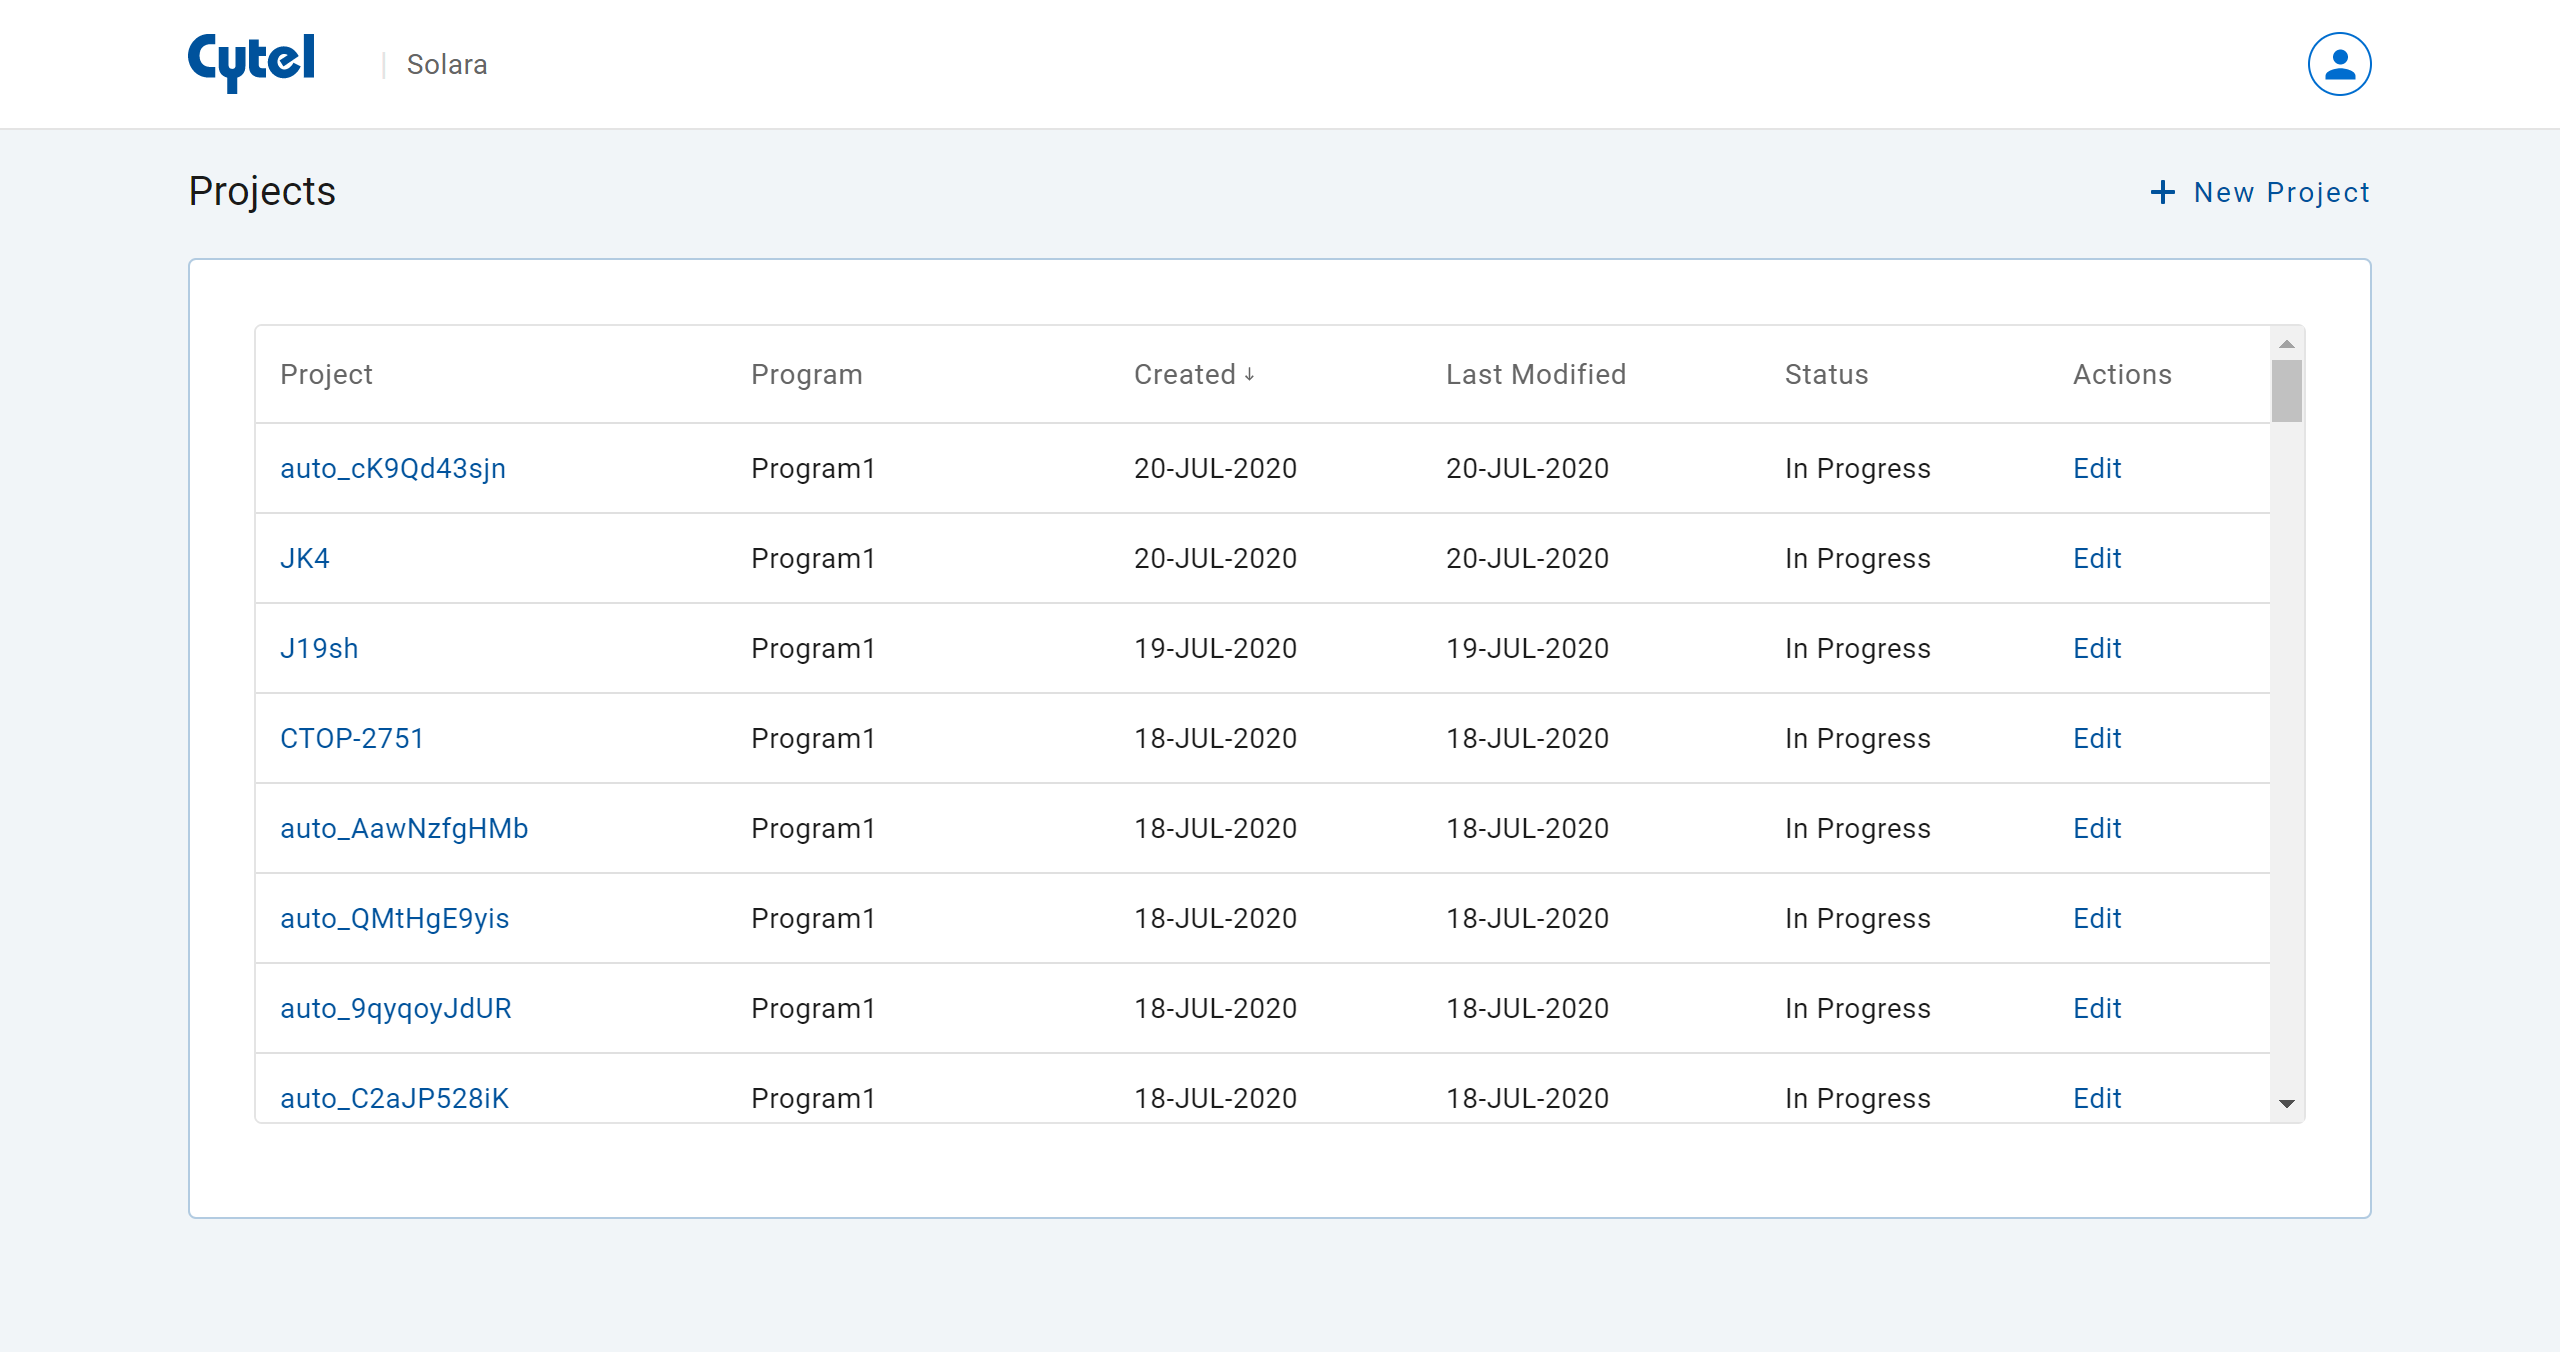 Cytel | Solara
Projects
+ New Project
Project Program Created ↓ Last Modified Status Actions
auto_cK9Qd43sjn Program1 20-JUL-2020 20-JUL-2020 In Progress Edit
JK4 Program1 20-JUL-2020 20-JUL-2020 In Progress Edit
J19sh Program1 19-JUL-2020 19-JUL-2020 In Progress Edit
CTOP-2751 Program1 18-JUL-2020 18-JUL-2020 In Progress Edit
auto_AawNzfgHMb Program1 18-JUL-2020 18-JUL-2020 In Progress Edit
auto_QMtHgE9yis Program1 18-JUL-2020 18-JUL-2020 In Progress Edit
auto_9qyqoyJdUR Program1 18-JUL-2020 18-JUL-2020 In Progress Edit
auto_C2aJP528iK Program1 18-JUL-2020 18-JUL-2020 In Progress Edit